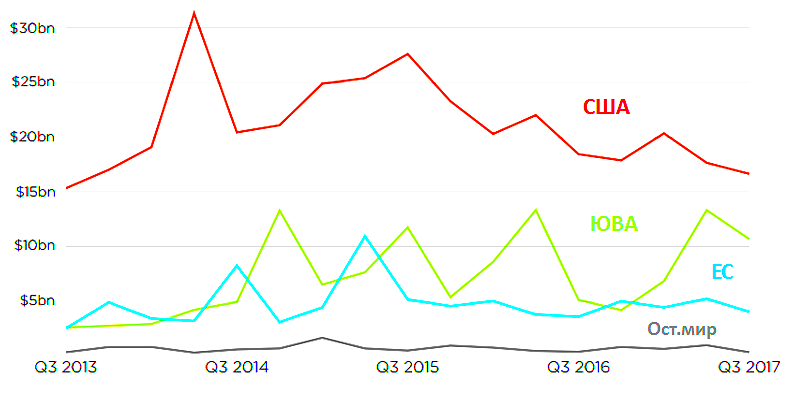 $30bn
$25bn
США
$20bn
$15bn
ЮВА
$10bn
ЕС
$5bn
Ост.мир
Q3 2013 Q3 2014 Q3 2015 Q3 2016 Q3 2017